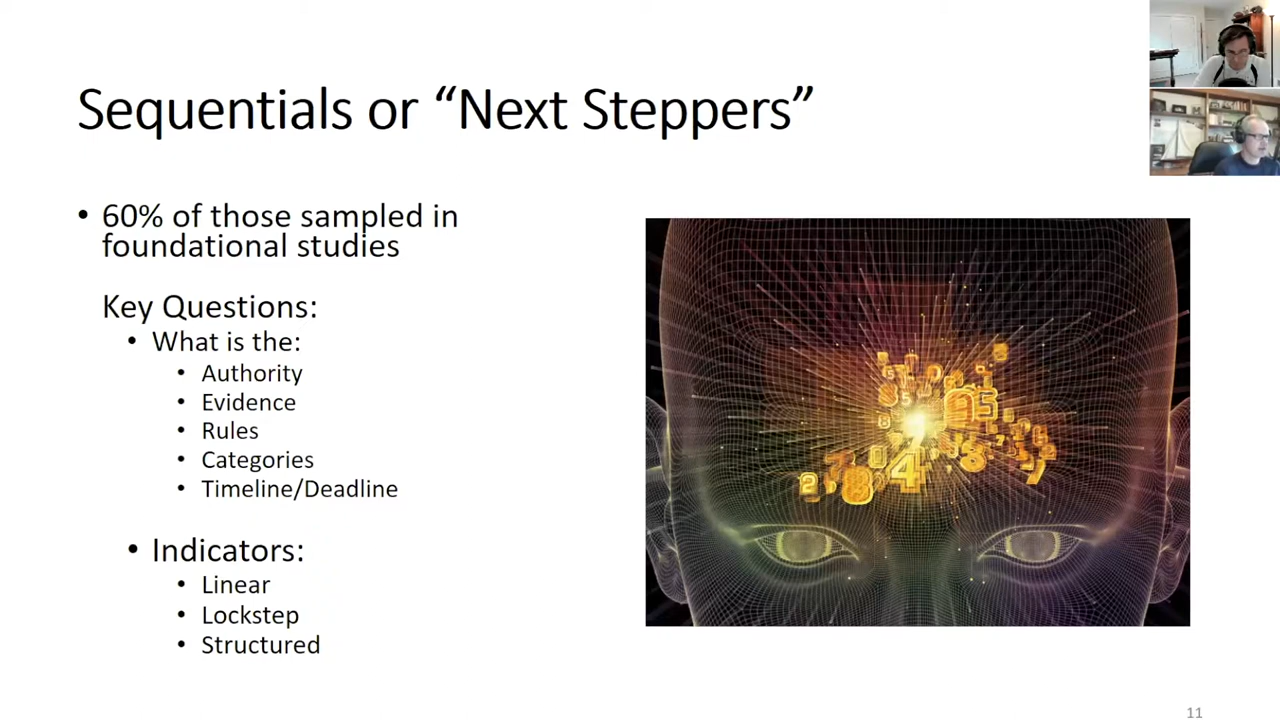 Sequentials or “Next Steppers”
• 60% of those sampled in
foundational studies
Key Questions:
• What is the:
• Authority
• Evidence
• Rules
• Categories
• Timeline/Deadline
• Indicators:
• Linear
• Lockstep
• Structured
11